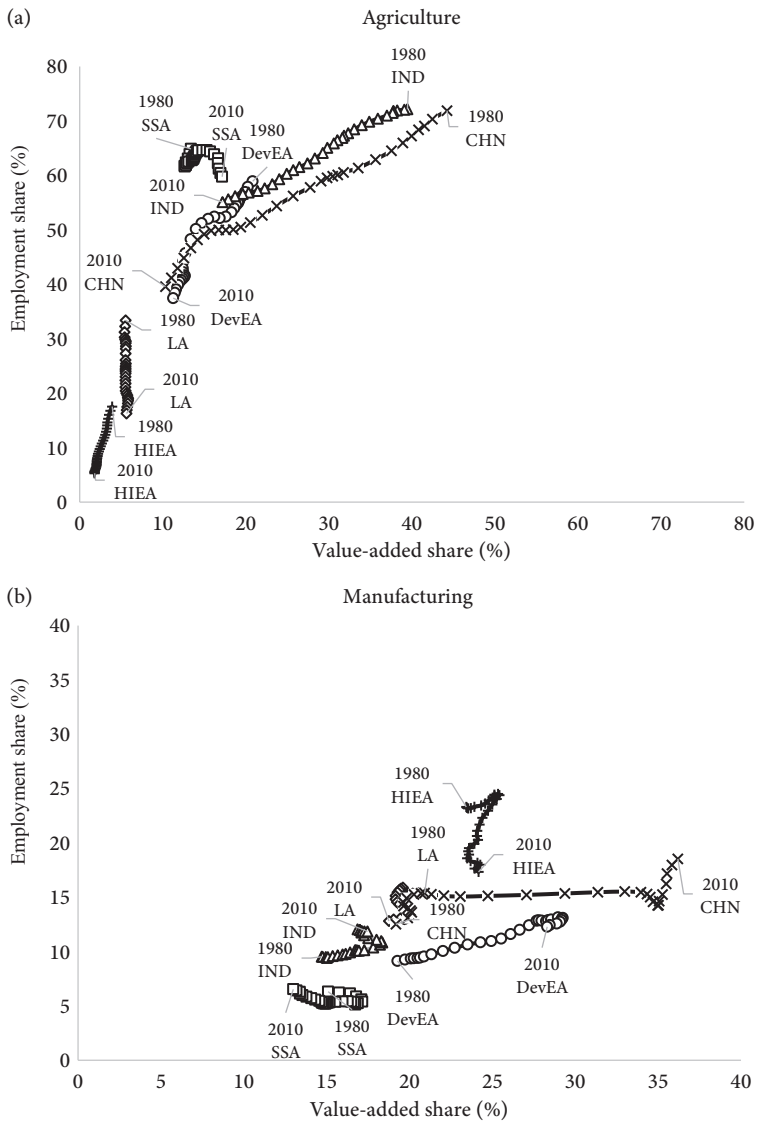 (a)
Agriculture
80
70
60
50
40
30
20
10
0
Employment share (%)
0 10 20 30 40 50 60 70 80
Value-added share (%)
1980
IND
1980
CHN
1980
SSA
2010
SSA
1980
DevEA
2010
IND
2010
CHN
2010
DevEA
1980
LA
2010
LA
1980
HIEA
2010
HIEA
(b)
Manufacturing
40
35
30
25
20
15
10
5
0
Employment share (%)
0 5 10 15 20 25 30 35 40
Value-added share (%)
1980
HIEA
1980
LA
2010
HIEA
2010
CHN
2010
LA
1980
CHN
2010
IND
1980
IND
2010
DevEA
1980
DevEA
2010
SSA
1980
SSA